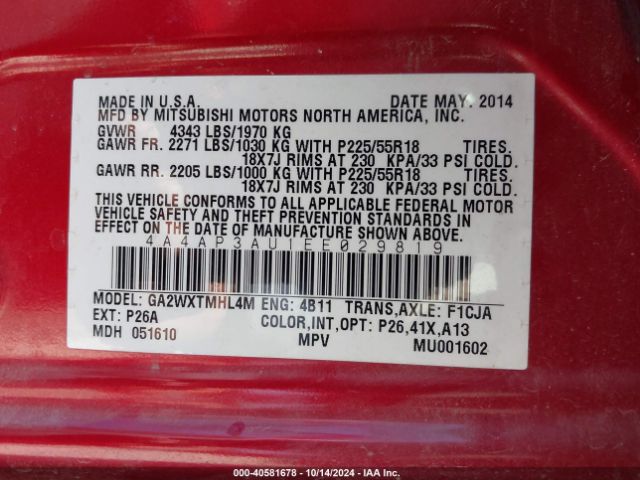 MADE IN U.S.A. DATE MAY. 2014
MFD BY MITSUBISHI MOTORS NORTH AMERICA, INC.
GVWR 4343 LBS/1970 KG
GAWR FR. 2271 LBS/1030 KG WITH P225/55R18 TIRES.
18X7J RIMS AT 230 KPA/33 PSI COLD.
GAWR RR. 2205 LBS/1000 KG WITH P225/55R18 TIRES.
18X7J RIMS AT 230 KPA/33 PSI COLD.
THIS VEHICLE CONFORMS TO ALL APPLICABLE FEDERAL MOTOR
VEHICLE SAFETY AND THEFT PREVENTION STANDARDS IN
EFFECT ON THE DATE OF MANUFACTURE SHOWN ABOVE.
4A4AP3AU1EE029819
MODEL: GA2WXTMHL4M ENG: 4B11 TRANS,AXLE: F1CJA
EXT: P26A COLOR,INT,OPT: P26,41X,A13
MDH 051610 MPV MU001602
000-40581678 - 10/14/2024 - IAA Inc.